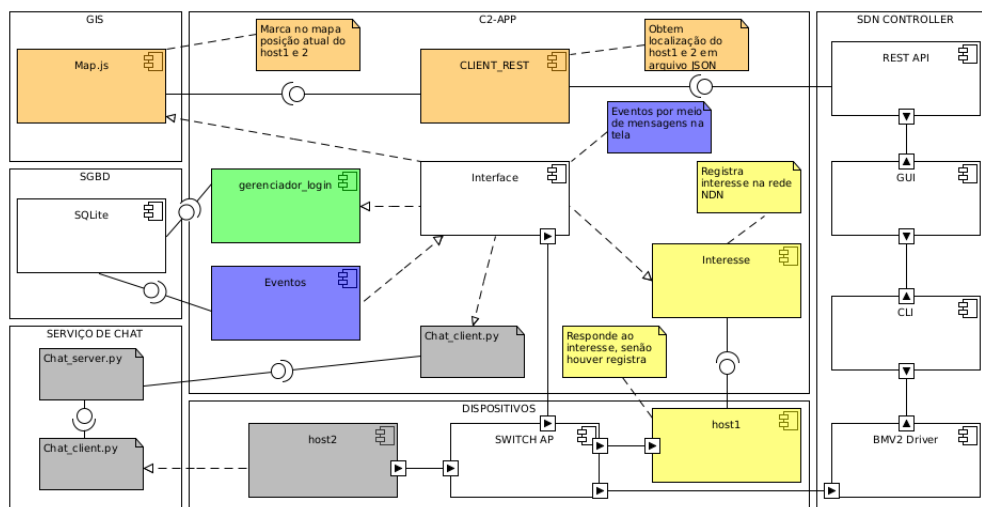 GIS
C2-APP
SDN CONTROLLER
Map.js
Marca no mapa
posição atual do
host1 e 2
CLIENT_REST
Obtem
localização do
host1 e 2 em
arquivo JSON
REST API
Eventos por meio
de mensagens na
tela
SGBD
SQLite
gerenciador_login
Interface
Registra
interesse na rede
NDN
GUI
Eventos
Interesse
CLI
SERVIÇO DE CHAT
Chat_server.py
Chat_client.py
Responde ao
interesse, senão
houver registra
DISPOSITIVOS
Chat_client.py
host2
SWITCH AP
host1
BMV2 Driver